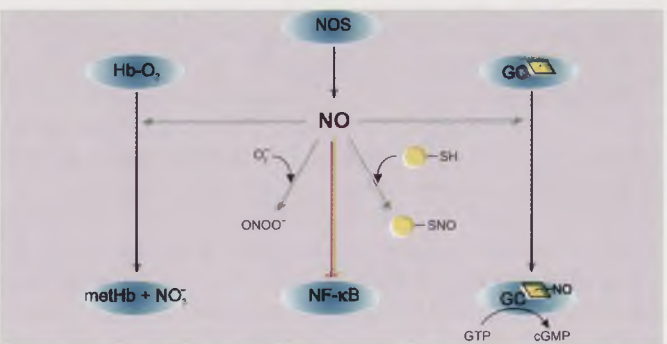 NOS
Hb-O₂
GC
NO
O₂⁻
SH
ONOO⁻
SNO
metHb + NO₃⁻
NF-κB
GC
NO
GTP
cGMP